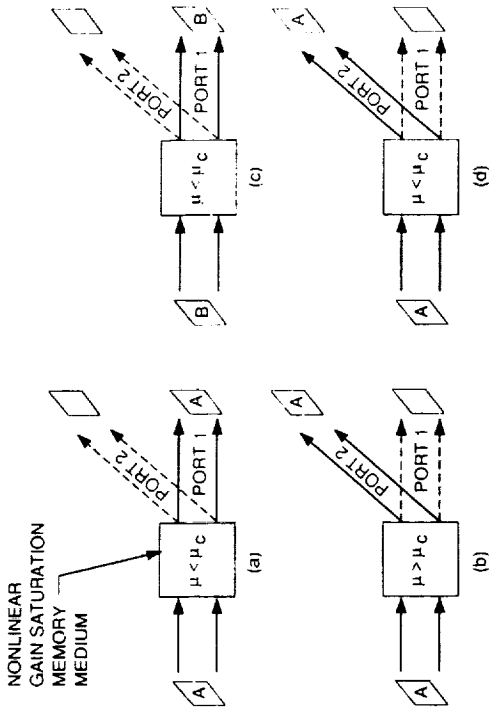 NONLINEAR
GAIN SATURATION
MEMORY
MEDIUM
A
μ < μc
PORT 2
PORT 1
A
(a)
A
μ > μc
PORT 2
A
PORT 1
(b)
B
μ < μc
PORT 2
PORT 1
B
(c)
A
μ < μc
PORT 2
A
PORT 1
(d)